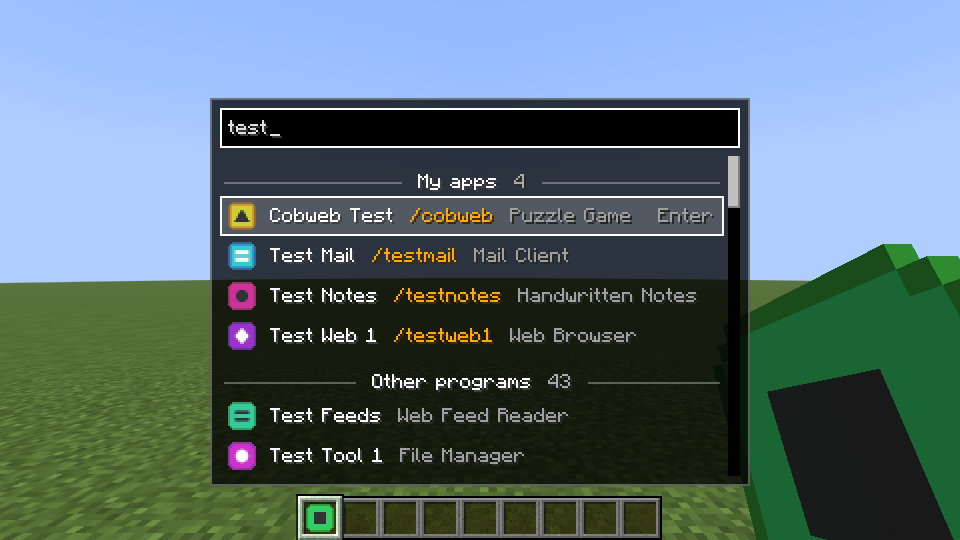 test_
My apps 4
Cobweb Test /cobweb Puzzle Game Enter
Test Mail /testmail Mail Client
Test Notes /testnotes Handwritten Notes
Test Web 1 /testweb1 Web Browser
Other programs 43
Test Feeds Web Feed Reader
Test Tool 1 File Manager